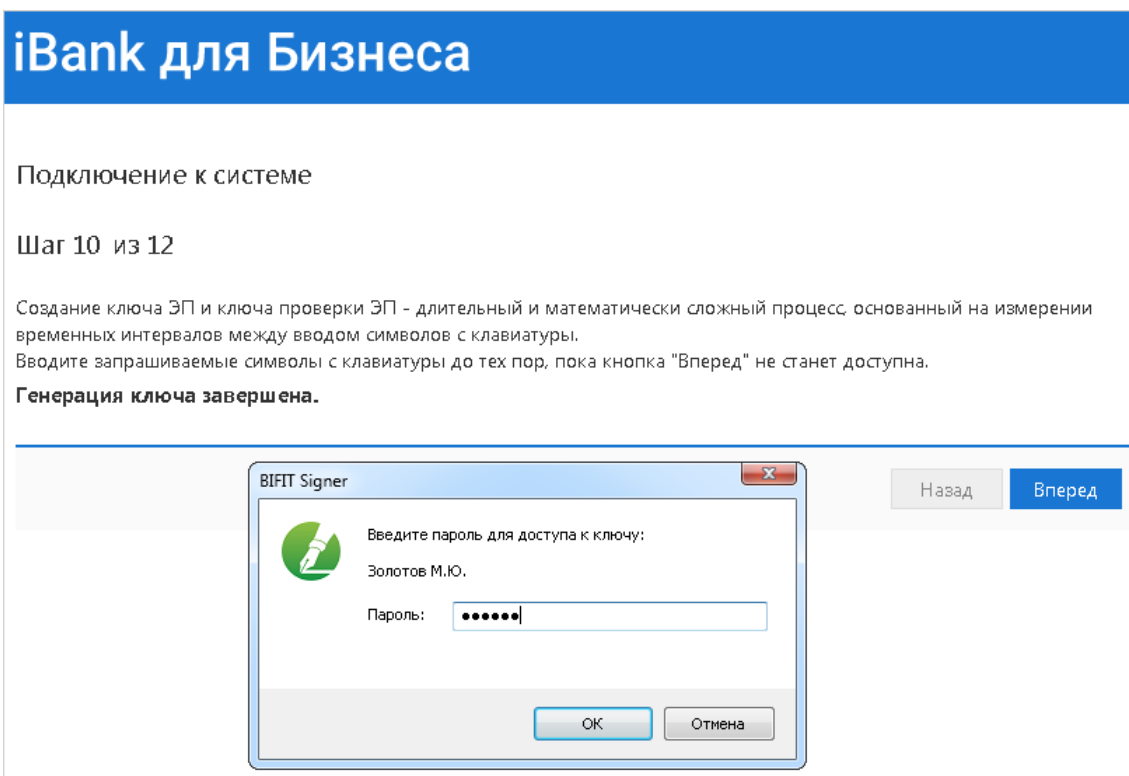 iBank для Бизнеса
Подключение к системе
Шаг 10 из 12
Создание ключа ЭП и ключа проверки ЭП - длительный и математически сложный процесс, основанный на измерении
временных интервалов между вводом символов с клавиатуры.
Вводите запрашиваемые символы с клавиатуры до тех пор, пока кнопка "Вперед" не станет доступна.
Генерация ключа завершена.
Назад Вперед
BIFIT Signer
Введите пароль для доступа к ключу:
Золотов М.Ю.
Пароль: ●●●●●●
ОК Отмена